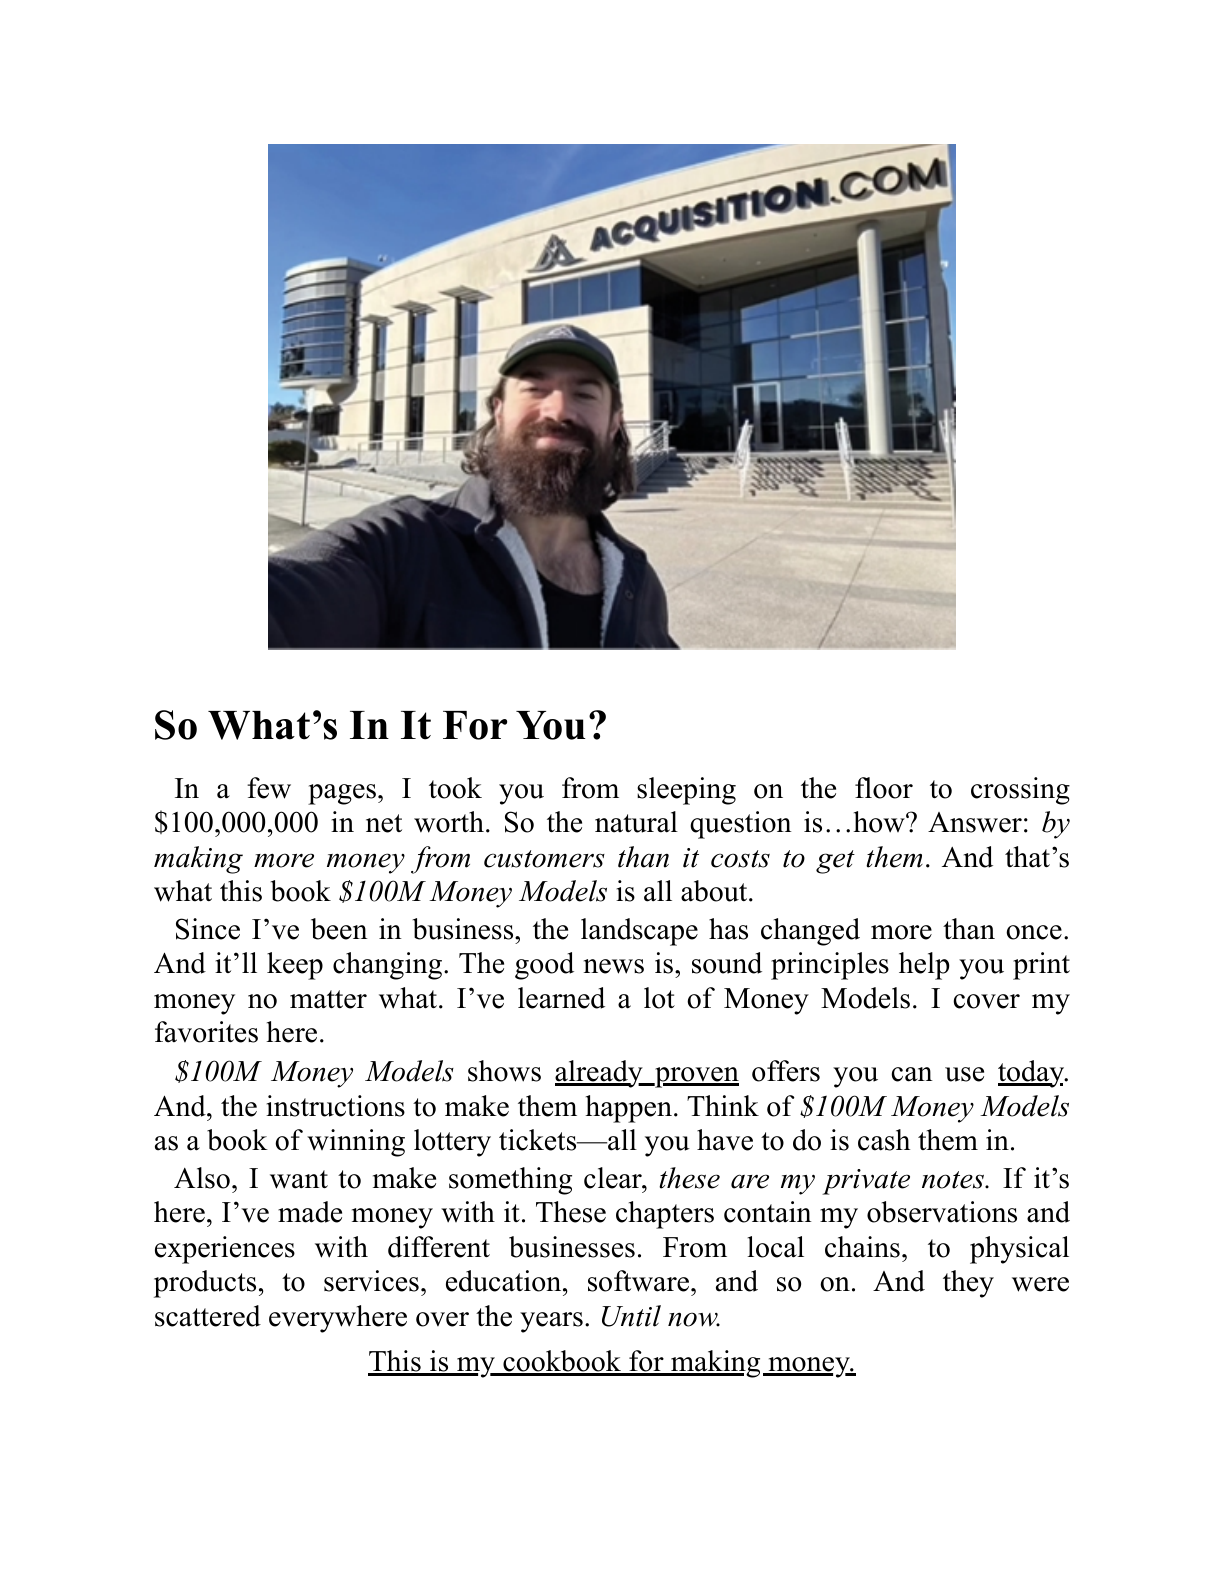 ACQUISITION.COM
So What’s In It For You?
In a few pages, I took you from sleeping on the floor to crossing
$100,000,000 in net worth. So the natural question is…how? Answer: by
making more money from customers than it costs to get them. And that’s
what this book $100M Money Models is all about.
Since I’ve been in business, the landscape has changed more than once.
And it’ll keep changing. The good news is, sound principles help you print
money no matter what. I’ve learned a lot of Money Models. I cover my
favorites here.
$100M Money Models shows already proven offers you can use today.
And, the instructions to make them happen. Think of $100M Money Models
as a book of winning lottery tickets—all you have to do is cash them in.
Also, I want to make something clear, these are my private notes. If it’s
here, I’ve made money with it. These chapters contain my observations and
experiences with different businesses. From local chains, to physical
products, to services, education, software, and so on. And they were
scattered everywhere over the years. Until now.
This is my cookbook for making money.